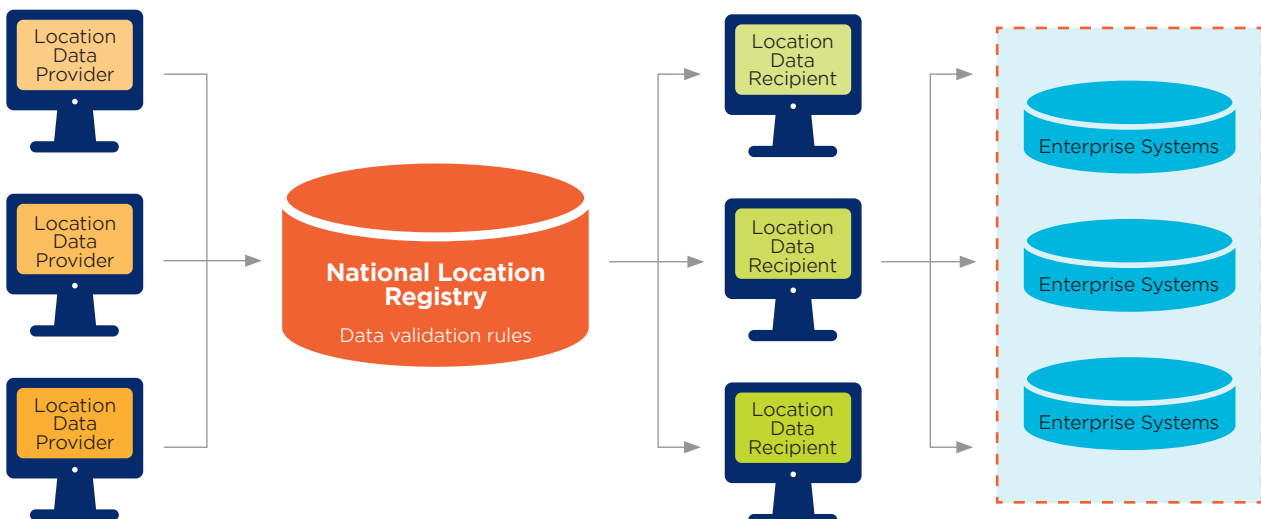 Location
Data
Provider
Location
Data
Provider
Location
Data
Provider
National Location
Registry
Data validation rules
Location
Data
Recipient
Location
Data
Recipient
Location
Data
Recipient
Enterprise Systems
Enterprise Systems
Enterprise Systems